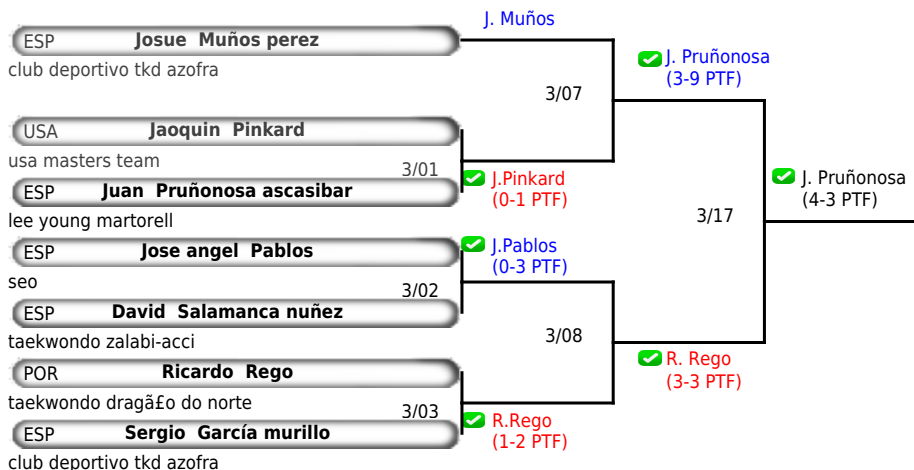 J. Muños
ESP Josue Muños perez
club deportivo tkd azofra
J. Pruñonosa
(3-9 PTF)
3/07
USA Jaoquin Pinkard
usa masters team
3/01
J.Pinkard
(0-1 PTF)
ESP Juan Pruñonosa ascasibar
lee young martorell
J. Pruñonosa
(4-3 PTF)
3/17
ESP Jose angel Pablos
seo
J.Pablos
(0-3 PTF)
3/02
ESP David Salamanca nuñez
taekwondo zalabi-acci
3/08
POR Ricardo Rego
taekwondo dragã£o do norte
R. Rego
(3-3 PTF)
3/03
R.Rego
(1-2 PTF)
ESP Sergio García murillo
club deportivo tkd azofra